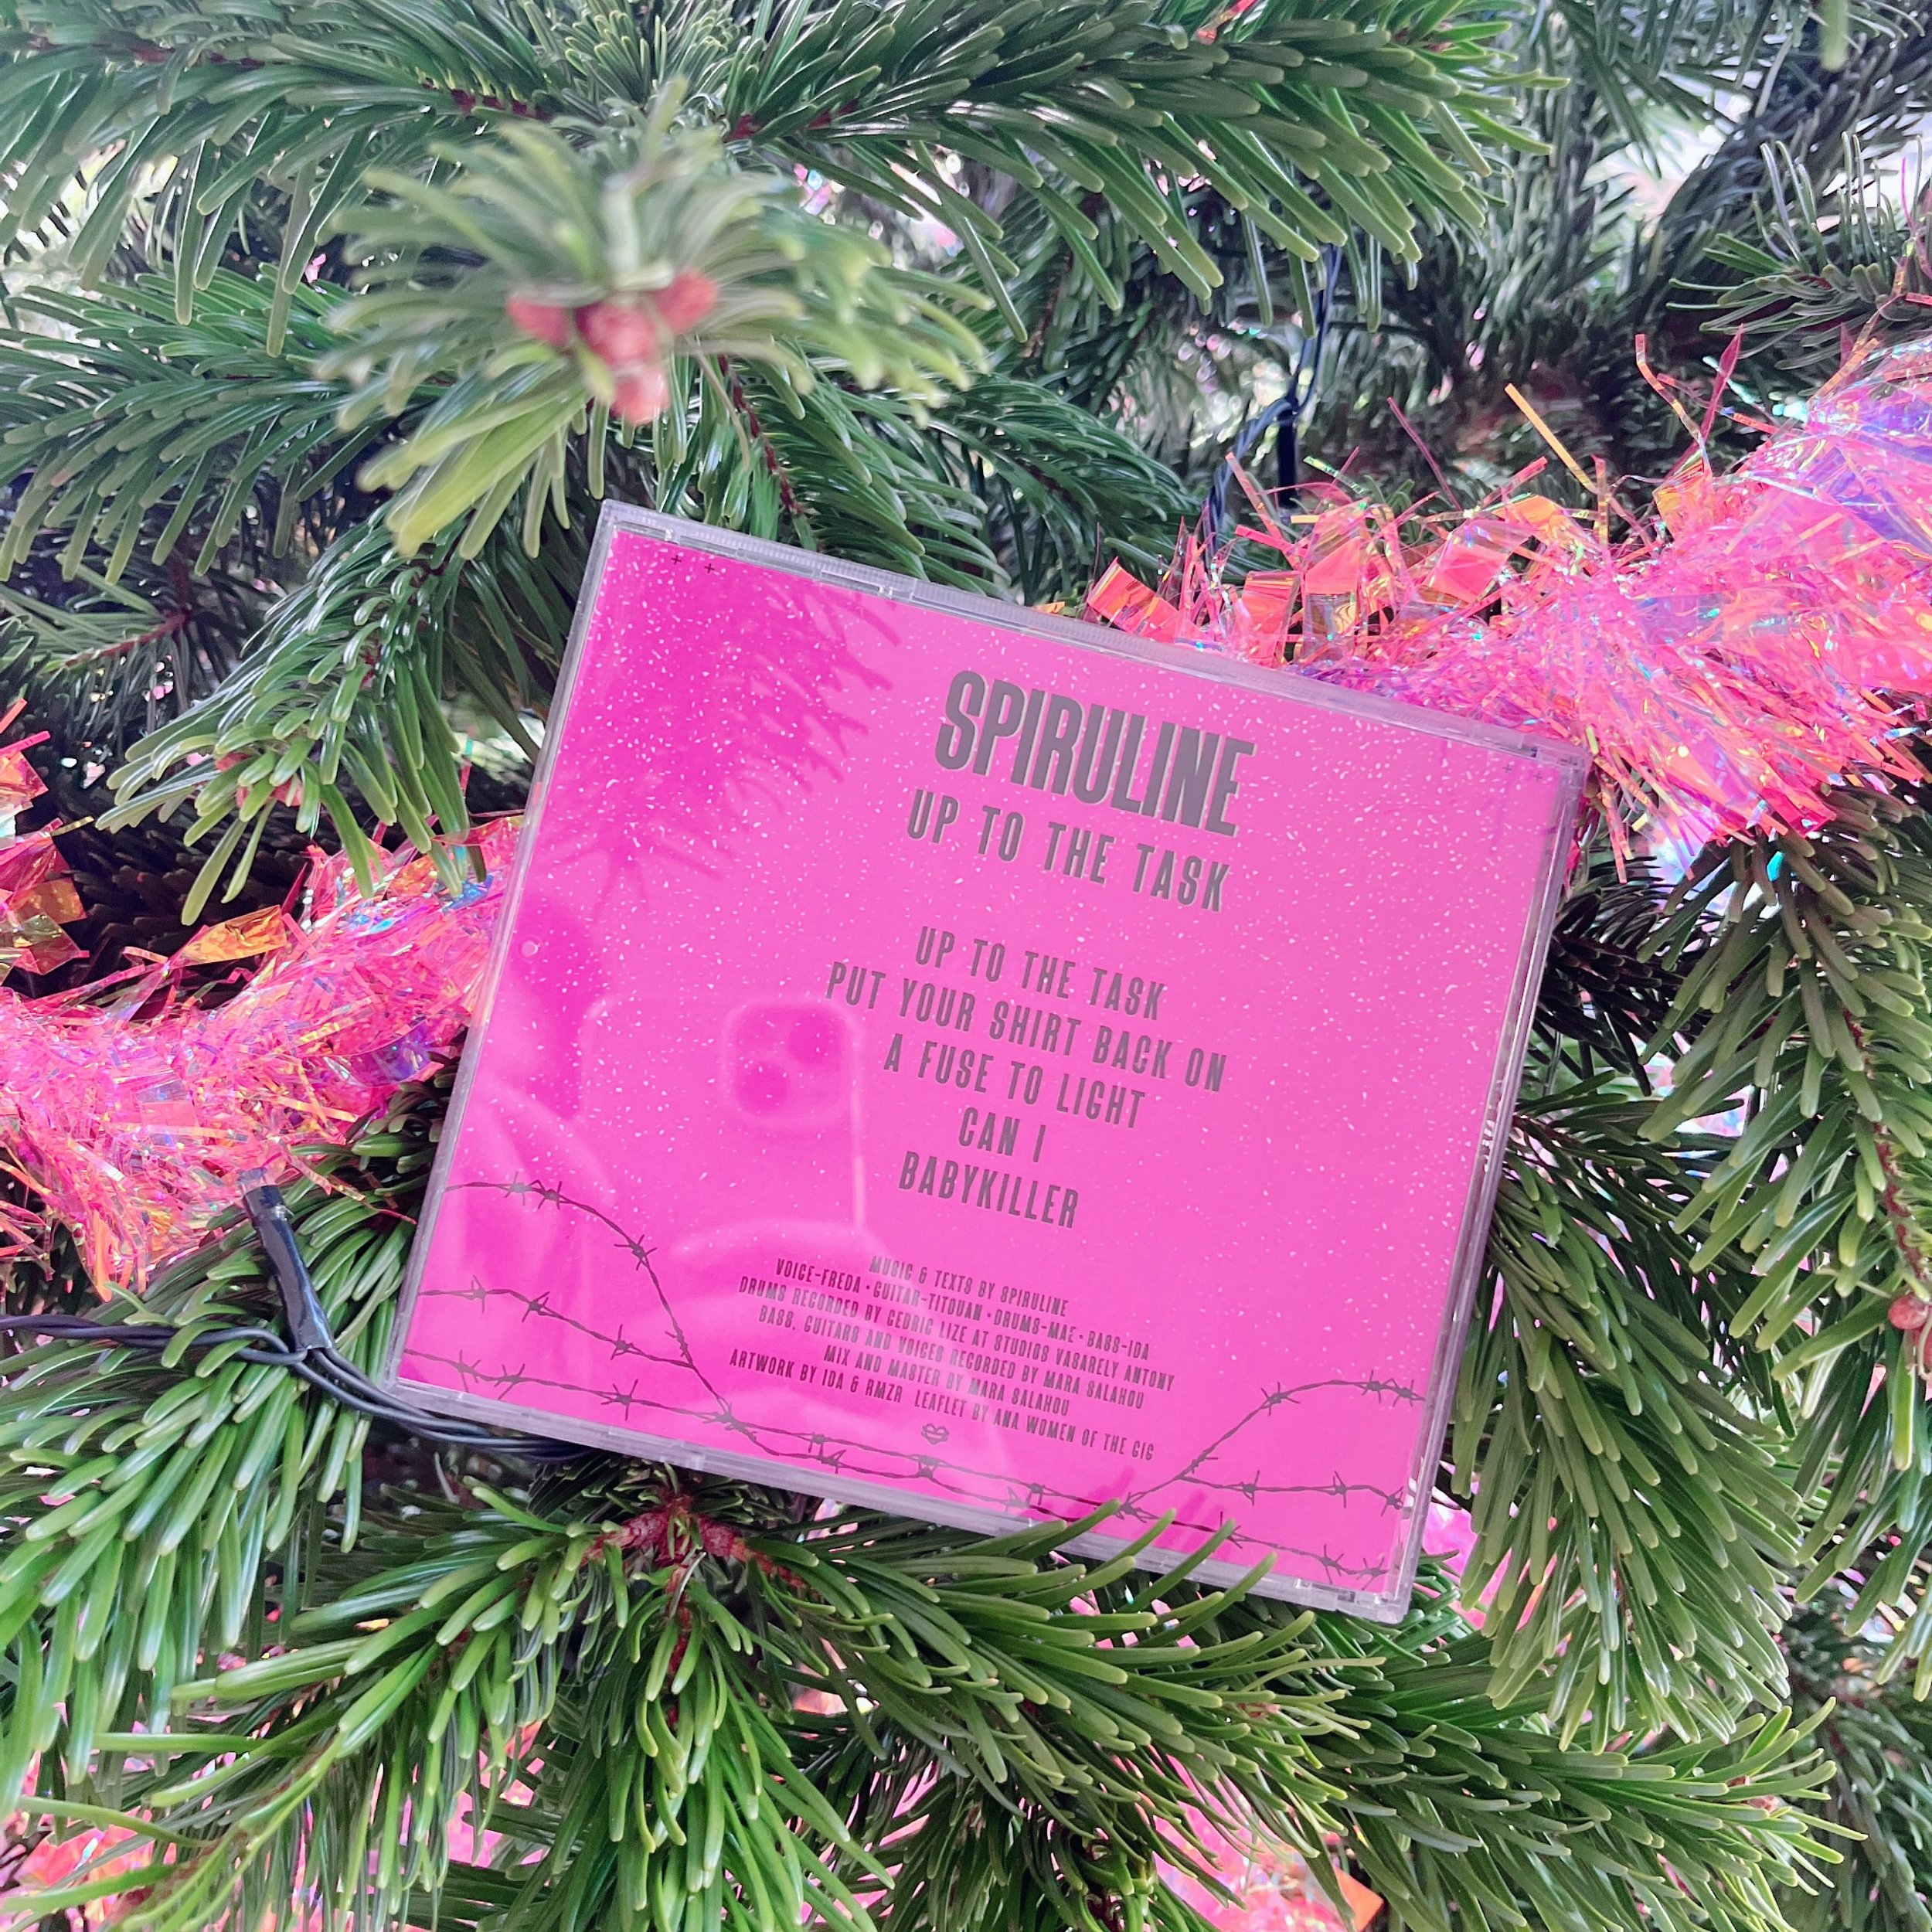 SPIRULINE
UP TO THE TASK
UP TO THE TASK
PUT YOUR SHIRT BACK ON
A FUSE TO LIGHT
CAN I
BABYKILLER
MUSIC & TEXTS BY SPIRULINE
VOICE-FREDA • GUITAR-TITOUAN • DRUMS-MAE • BASS-IDA
DRUMS RECORDED BY CEDRIC LIZE AT STUDIOS VASARELY ANTONY
BASS, GUITARS AND VOICES RECORDED BY MARA SALAHOU
MIX AND MASTER BY MARA SALAHOU
ARTWORK BY IDA & RMZR LEAFLET BY ANA WOMEN OF THE GIG